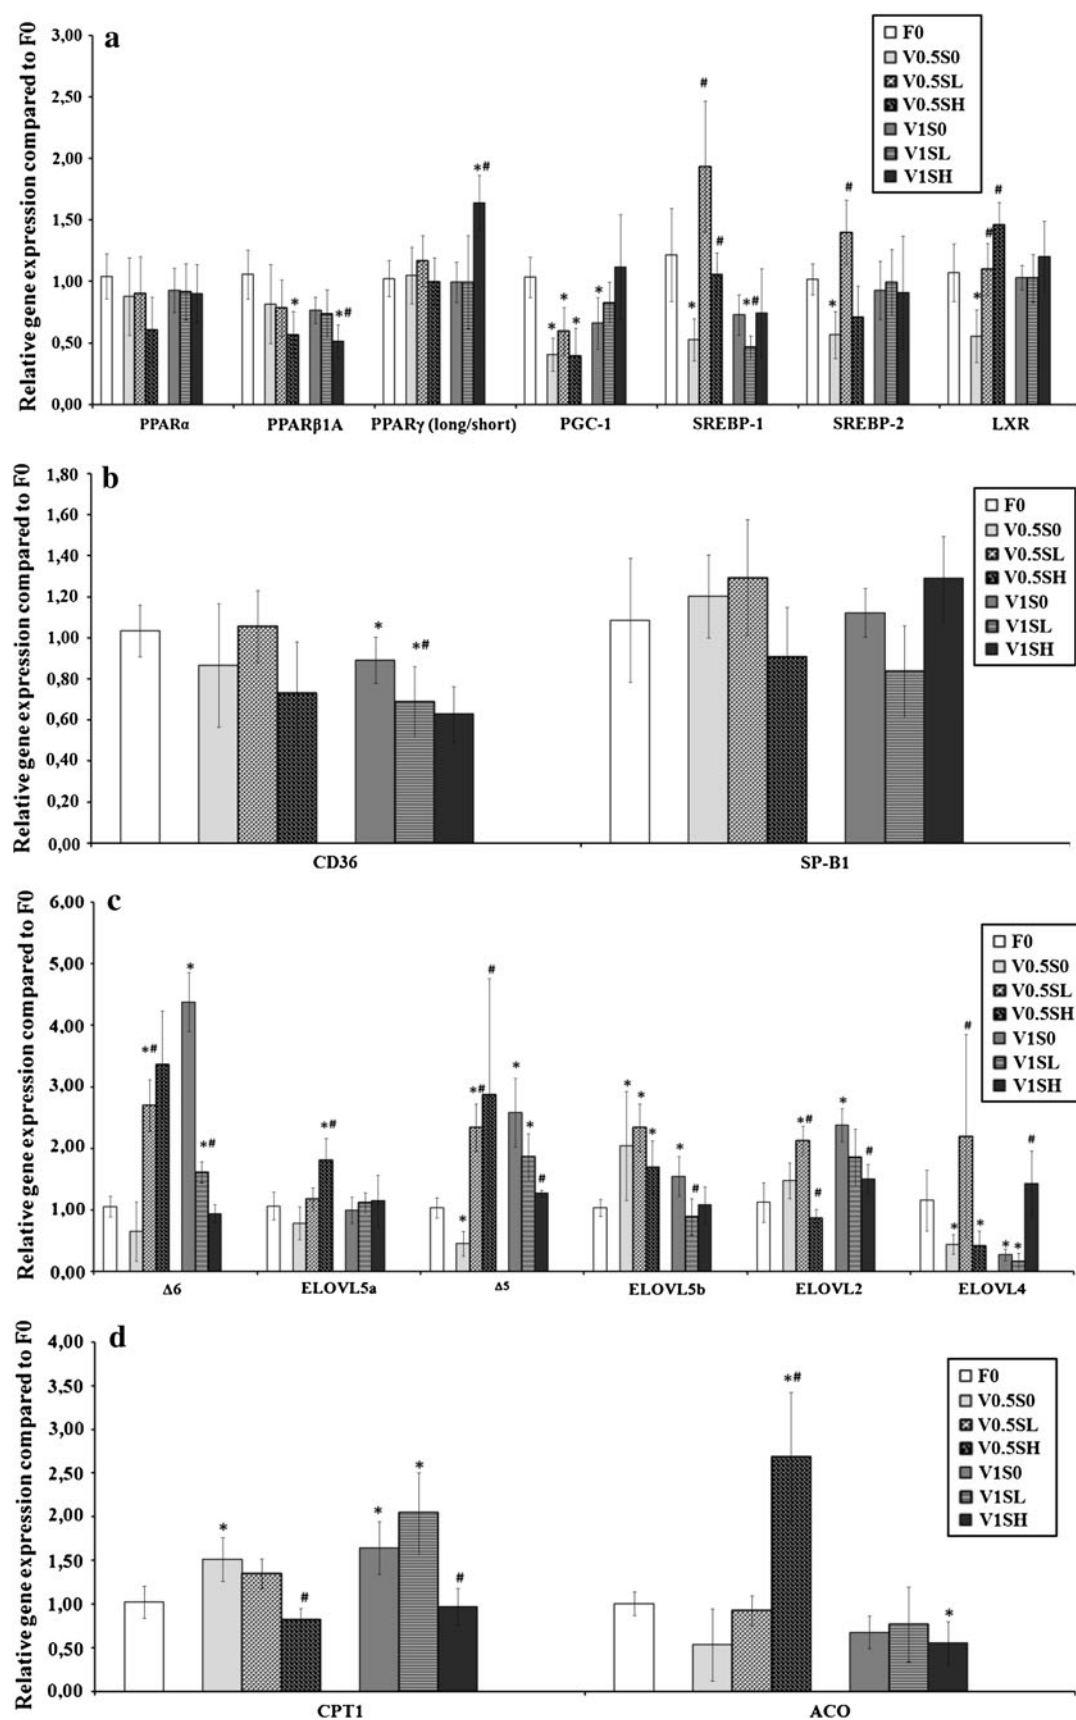 a
Relative gene expression compared to F0
3,00
2,50
2,00
1,50
1,00
0,50
0,00
F0
V0.5S0
V0.5SL
V0.5SH
V1S0
V1SL
V1SH
* *# *# * * * * * # # *# * # * # #
PPARα PPARβ1A PPARγ (long/short) PGC-1 SREBP-1 SREBP-2 LXR
b
Relative gene expression compared to F0
1,80
1,60
1,40
1,20
1,00
0,80
0,60
0,40
0,20
0,00
F0
V0.5S0
V0.5SL
V0.5SH
V1S0
V1SL
V1SH
* *#
CD36 SP-B1
c
Relative gene expression compared to F0
6,00
5,00
4,00
3,00
2,00
1,00
0,00
F0
V0.5S0
V0.5SL
V0.5SH
V1S0
V1SL
V1SH
*# * *# *# * *# # * * # * * * * # *# # * # * # * * * #
Δ6 ELOVL5a Δ5 ELOVL5b ELOVL2 ELOVL4
d
Relative gene expression compared to F0
4,00
3,50
3,00
2,50
2,00
1,50
1,00
0,50
0,00
F0
V0.5S0
V0.5SL
V0.5SH
V1S0
V1SL
V1SH
* # * * # *# *
CPT1 ACO